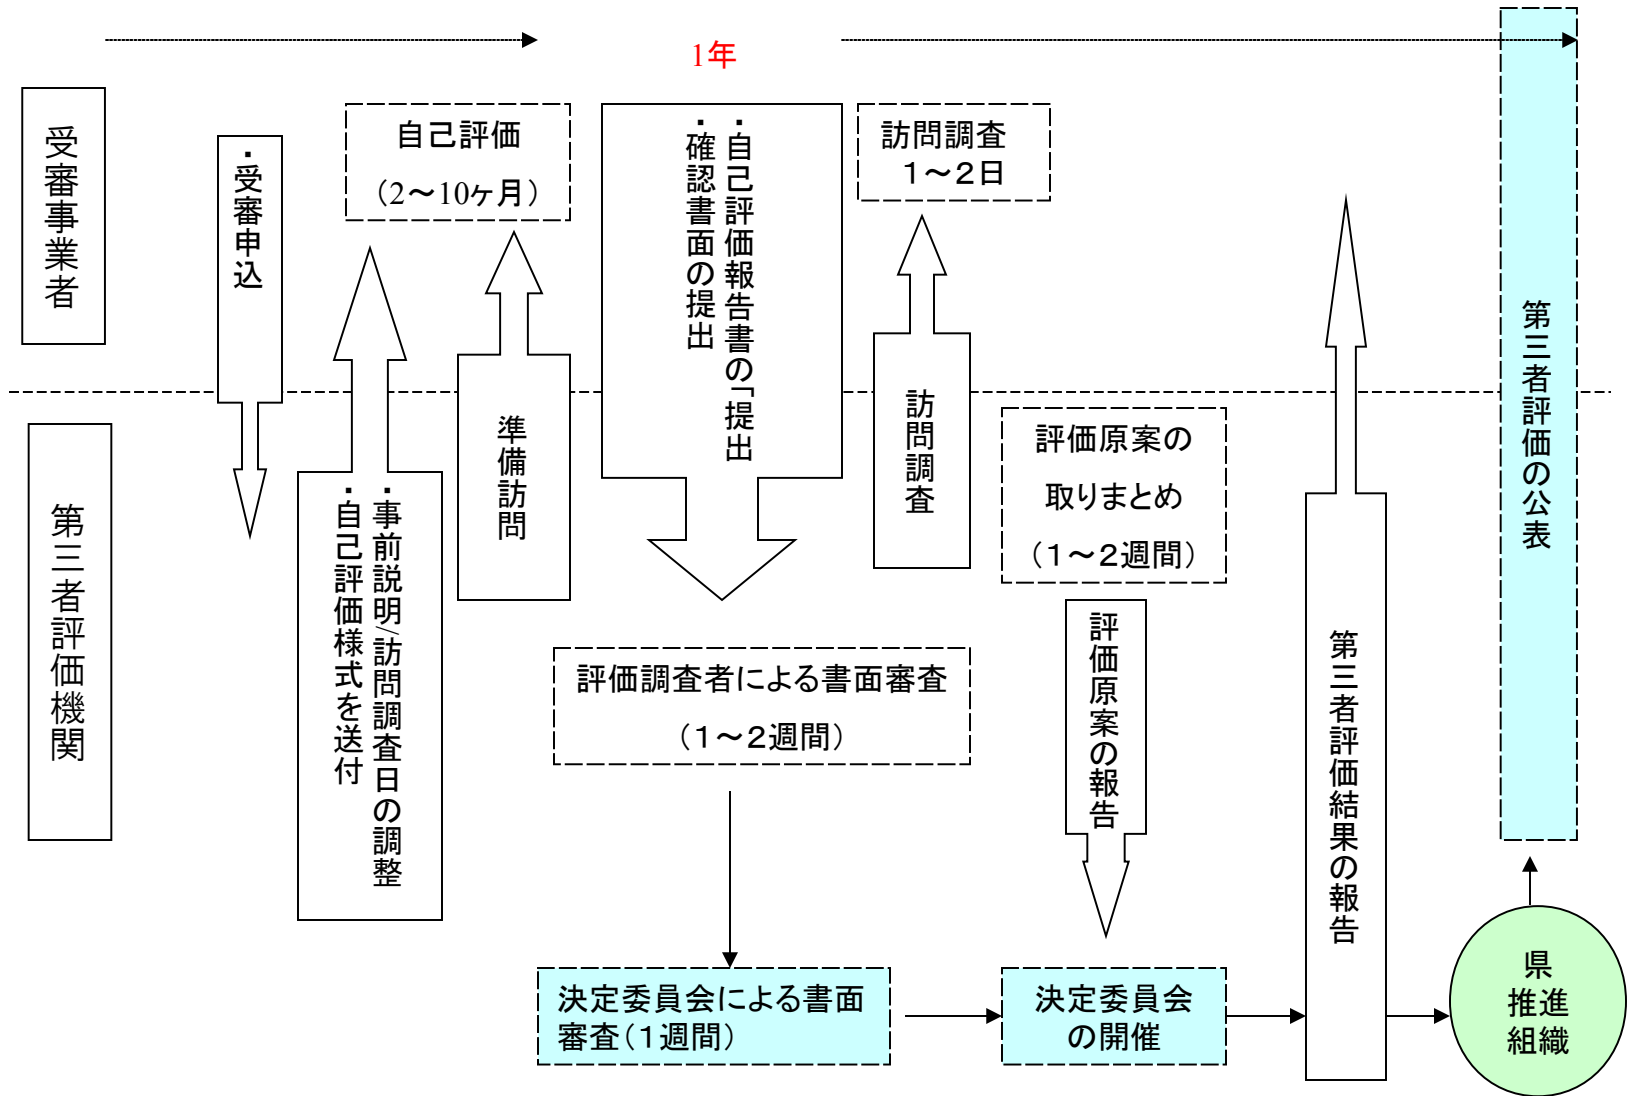 1年
受審事業者
・受審申込
自己評価
（2～10ヶ月）
・自己評価報告書の「提出
・確認書面の提出
訪問調査
１～２日
第三者評価機関
・事前説明/訪問調査日の調整
・自己評価様式を送付
準備訪問
訪問調査
評価原案の
取りまとめ
（１～２週間）
評価調査者による書面審査
（１～２週間）
評価原案の報告
第三者評価結果の報告
第三者評価の公表
決定委員会による書面
審査（１週間）
決定委員会
の開催
県
推進
組織